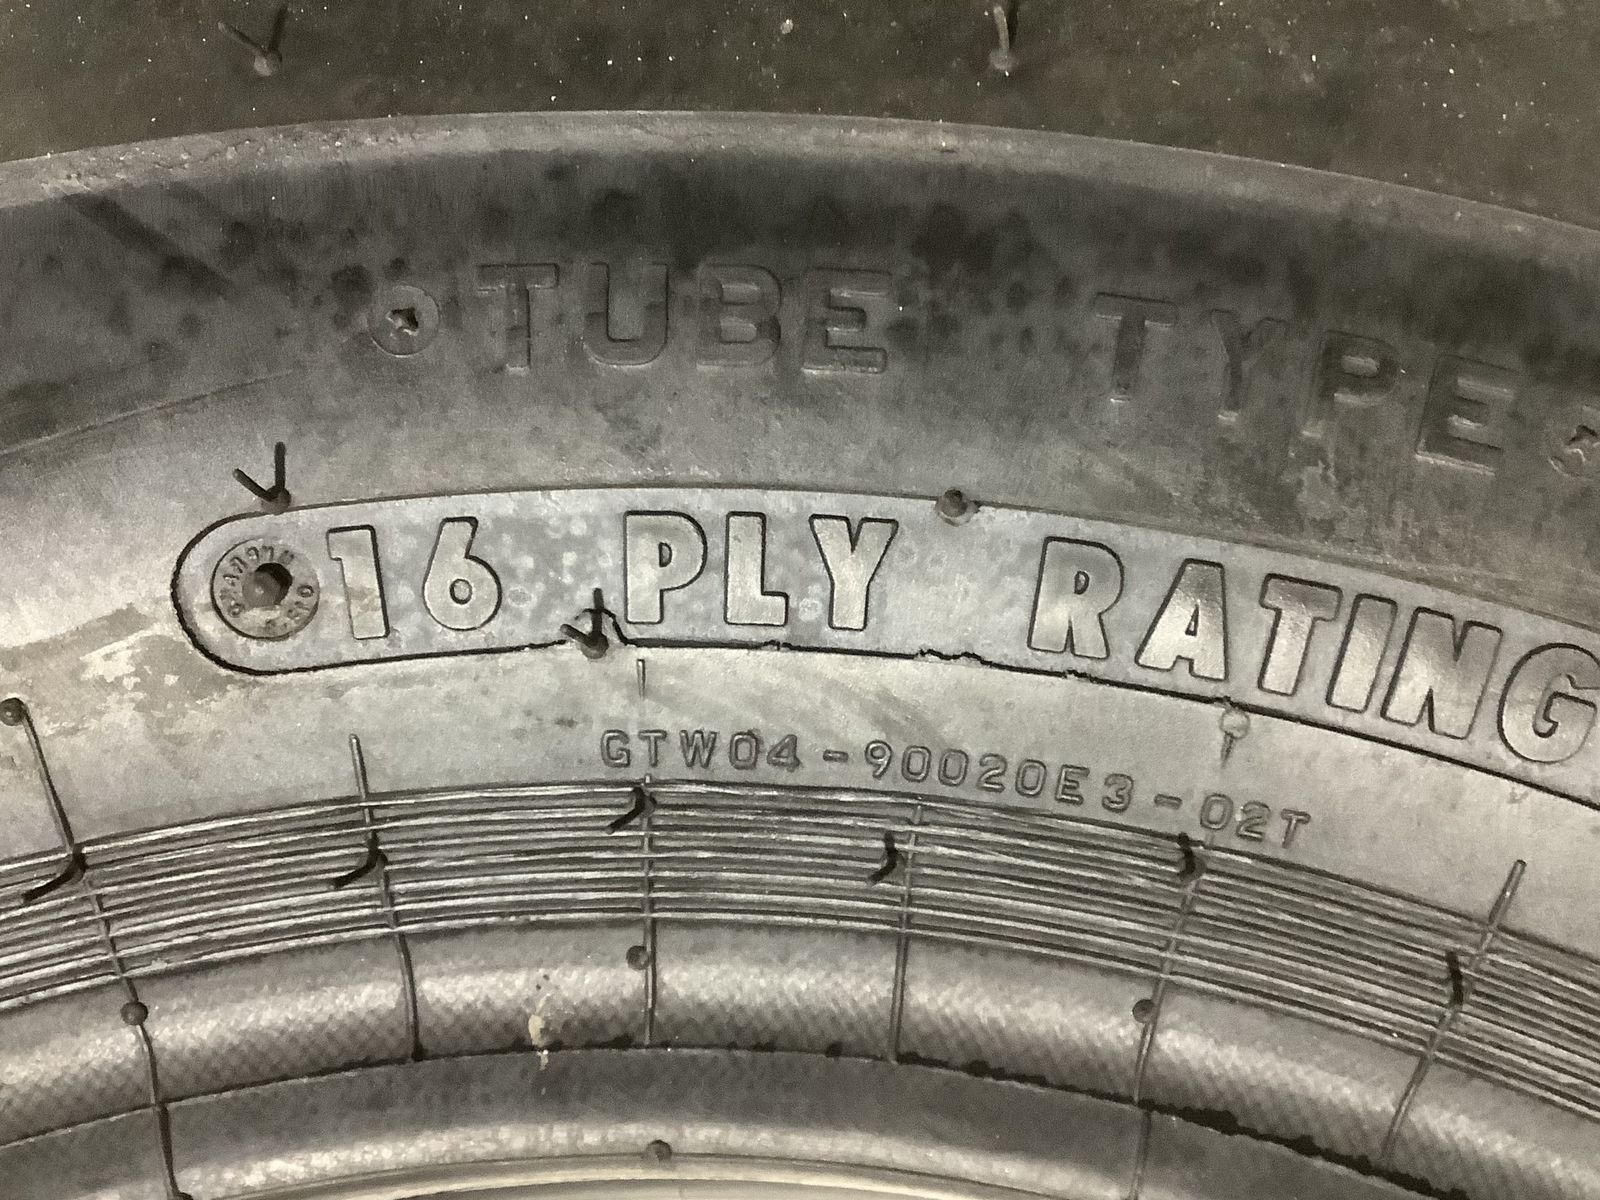 TUBE TYPE
16 PLY RATING
GTW04-90020E3-02T